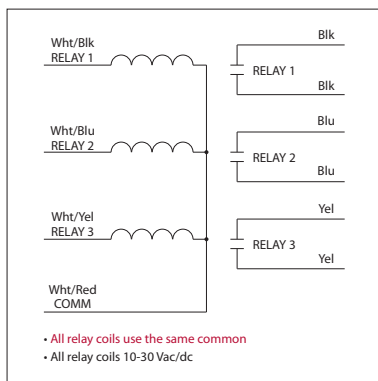 Wht/Blk
RELAY 1
Wht/Blu
RELAY 2
Wht/Yel
RELAY 3
Wht/Red
COMM
Blk
RELAY 1
Blk
Blu
RELAY 2
Blu
Yel
RELAY 3
Yel
• All relay coils use the same common
• All relay coils 10-30 Vac/dc